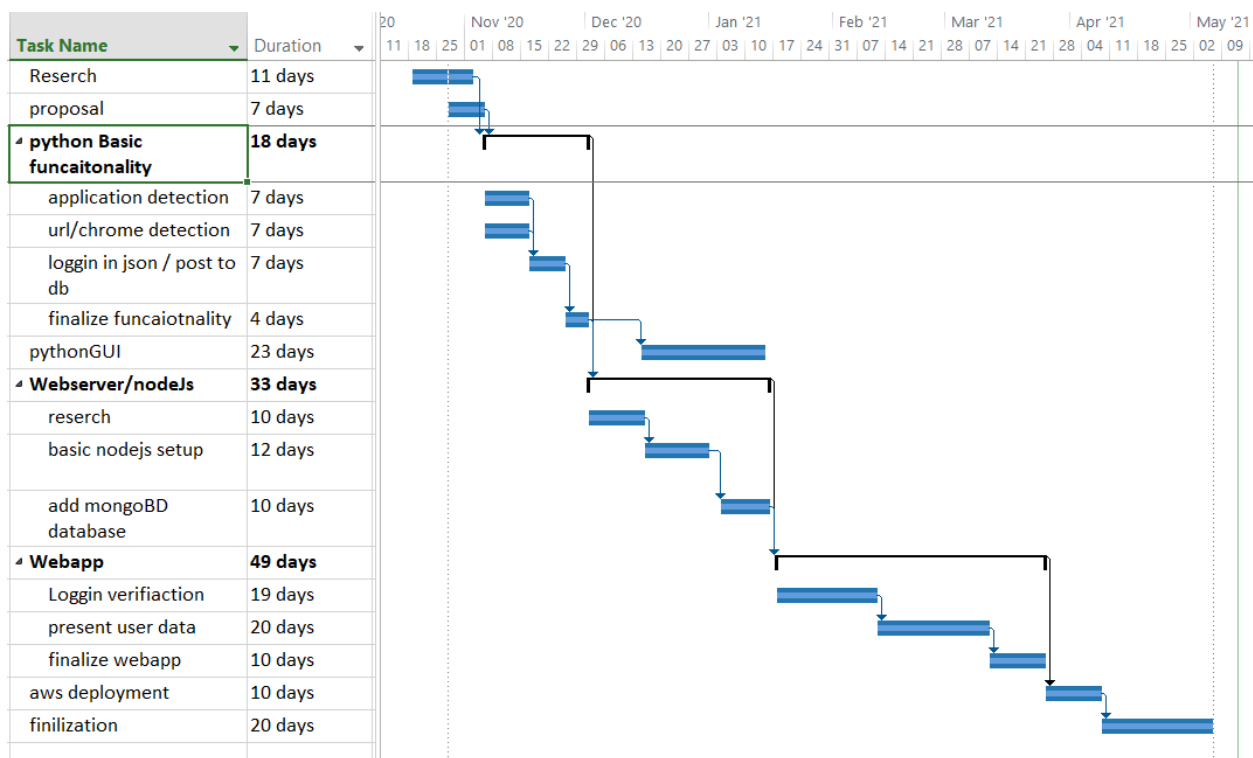 20 Nov '20 Dec '20 Jan '21 Feb '21 Mar '21 Apr '21 May '21
Task Name Duration 11 18 25 01 08 15 22 29 06 13 20 27 03 10 17 24 31 07 14 21 28 07 14 21 28 04 11 18 25 02 09
Reserch 11 days
proposal 7 days
python Basic 18 days
funcaitonality
application detection 7 days
url/chrome detection 7 days
loggin in json / post to 7 days
db
finalize funcaiotnality 4 days
pythonGUI 23 days
Webserver/nodeJs 33 days
reserch 10 days
basic nodejs setup 12 days
add mongoBD 10 days
database
Webapp 49 days
Loggin verifiaction 19 days
present user data 20 days
finalize webapp 10 days
aws deployment 10 days
finilization 20 days